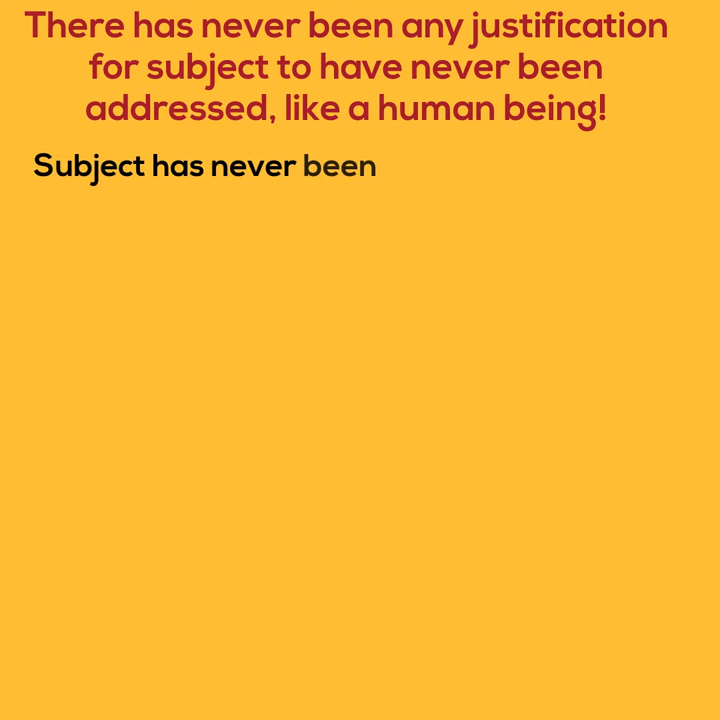 There has never been any justification
for subject to have never been
addressed, like a human being!
Subject has never been